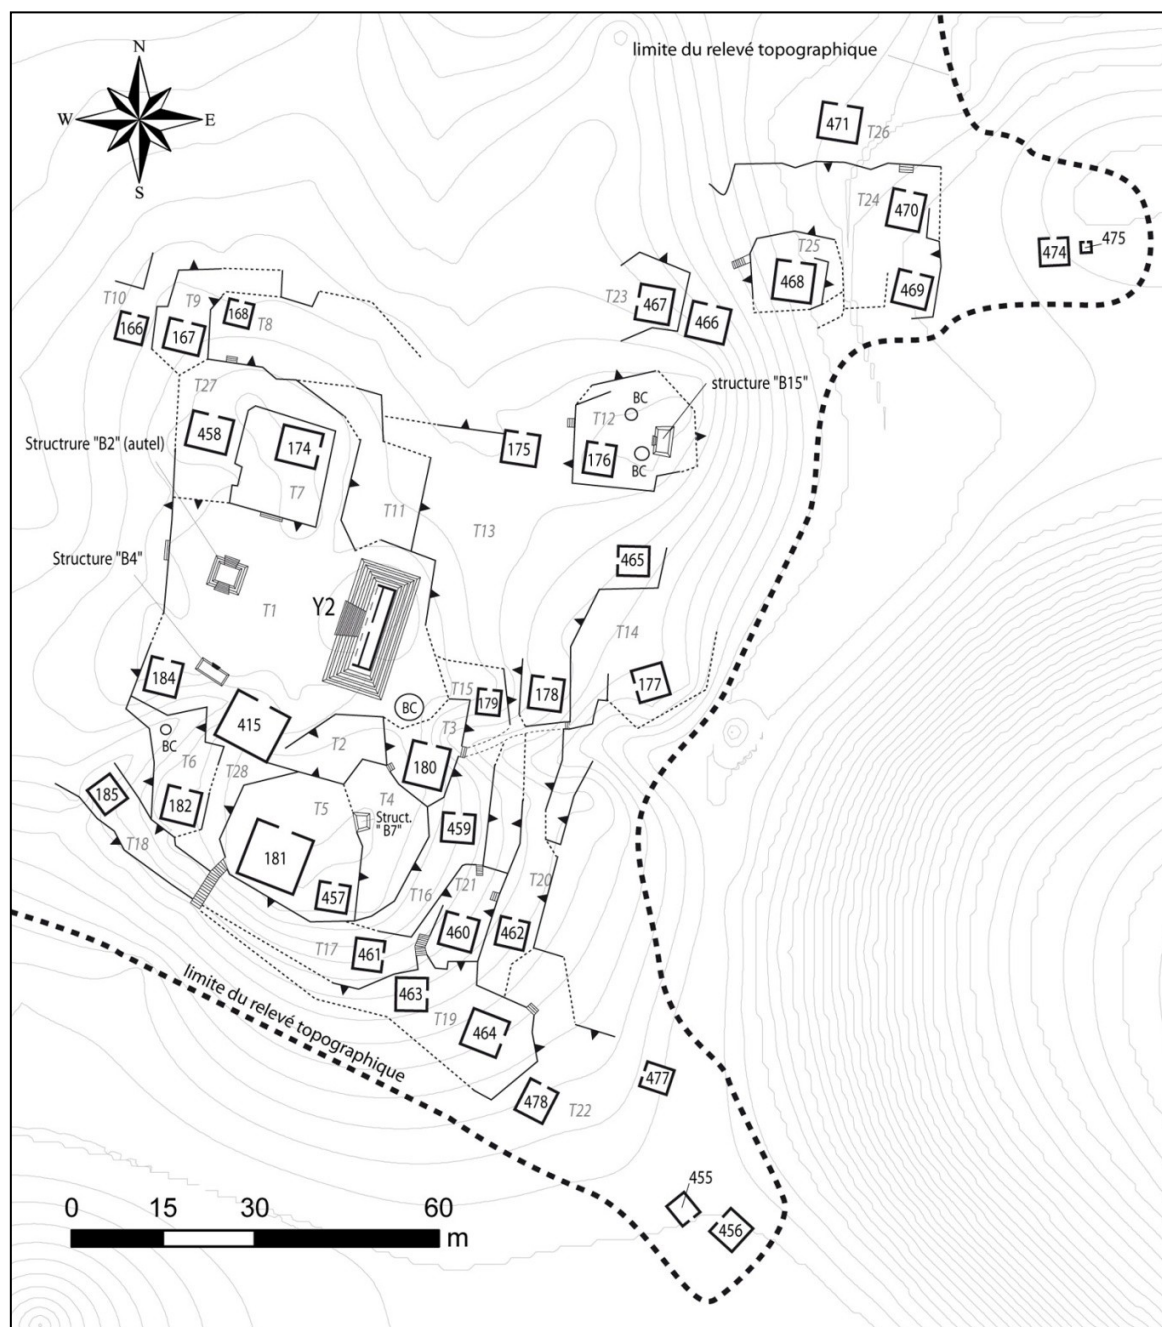 N
W
E
S
limite du relevé topographique
471
T26
T24
470
475
474
T25
468
469
T23
467
466
T10
T9
168
166
167
T8
structure "B15"
BC
T27
T12
458
174
175
176
BC
Structrure "B2" (autel)
T7
T11
T13
465
Structure "B4"
T1
Y2
T14
184
T15
179
178
177
BC
415
T3
BC
T2
T6
T28
180
185
182
T5
T4
Struct.
"B7"
459
T18
181
457
T16
T21
T20
460
462
T17
461
463
T19
464
limite du relevé topographique
477
478
T22
455
456
0 15 30 60
m